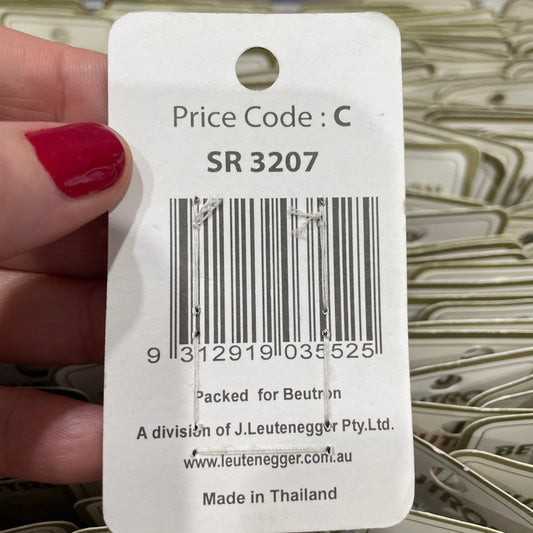 Price Code : C
SR 3207
9 312919 035525
Packed for Beutron
A division of J.Leutenegger Pty.Ltd.
www.leutenegger.com.au
Made in Thailand